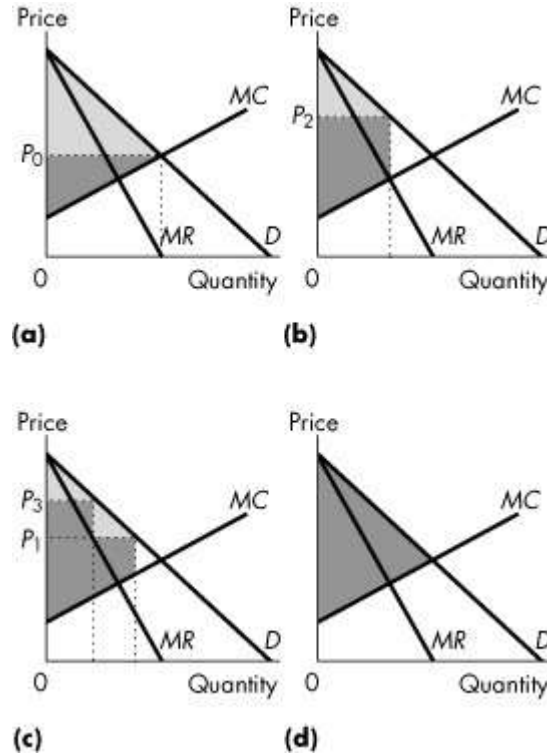 Price
MC
P0
MR
D
0
Quantity
(a)
Price
MC
P2
MR
D
0
Quantity
(b)
Price
MC
P3
P1
MR
D
0
Quantity
(c)
Price
MC
MR
D
0
Quantity
(d)